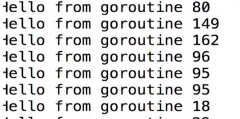 Hello from goroutine 80
Hello from goroutine 149
Hello from goroutine 162
Hello from goroutine 96
Hello from goroutine 95
Hello from goroutine 95
Hello from goroutine 18